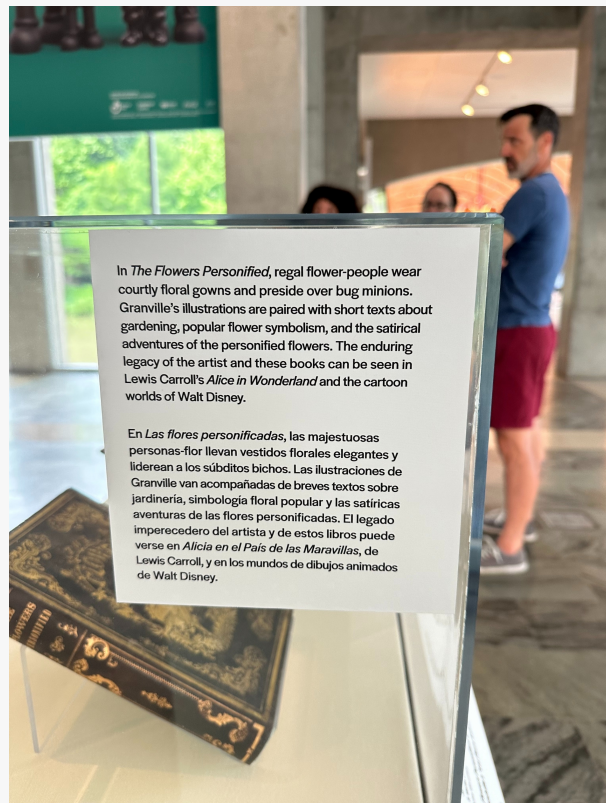 In The Flowers Personified, regal flower-people wear
courtly floral gowns and preside over bug minions.
Granville's illustrations are paired with short texts about
gardening, popular flower symbolism, and the satirical
adventures of the personified flowers. The enduring
legacy of the artist and these books can be seen in
Lewis Carroll's Alice in Wonderland and the cartoon
worlds of Walt Disney.
En Las flores personificadas, las majestuosas
personas-flor llevan vestidos florales elegantes y
liderean a los súbditos bichos. Las ilustraciones de
Granville van acompañadas de breves textos sobre
jardinería, simbología floral popular y las satíricas
aventuras de las flores personificadas. El legado
imperecedero del artista y de estos libros puede
verse en Alicia en el País de las Maravillas, de
Lewis Carroll, y en los mundos de dibujos animados
de Walt Disney.